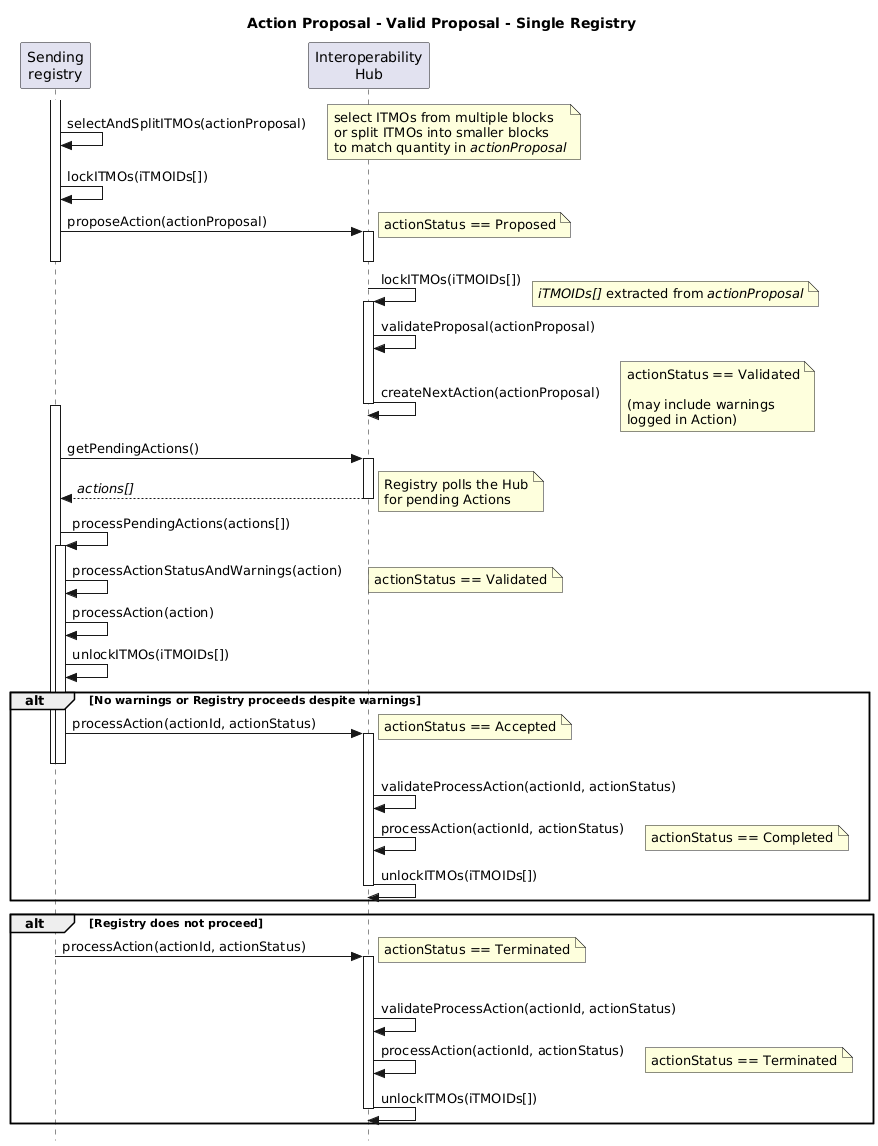 Action Proposal - Valid Proposal - Single Registry
Sending
registry
Interoperability
Hub
selectAndSplitITMOs(actionProposal)
select ITMOs from multiple blocks
or split ITMOs into smaller blocks
to match quantity in actionProposal
lockITMOs(iTMOIDs[])
proposeAction(actionProposal)
actionStatus == Proposed
lockITMOs(iTMOIDs[])
iTMOIDs[] extracted from actionProposal
validateProposal(actionProposal)
createNextAction(actionProposal)
actionStatus == Validated
(may include warnings
logged in Action)
getPendingActions()
actions[]
Registry polls the Hub
for pending Actions
processPendingActions(actions[])
processActionStatusAndWarnings(action)
actionStatus == Validated
processAction(action)
unlockITMOs(iTMOIDs[])
alt
[No warnings or Registry proceeds despite warnings]
processAction(actionId, actionStatus)
actionStatus == Accepted
validateProcessAction(actionId, actionStatus)
processAction(actionId, actionStatus)
actionStatus == Completed
unlockITMOs(iTMOIDs[])
alt
[Registry does not proceed]
processAction(actionId, actionStatus)
actionStatus == Terminated
validateProcessAction(actionId, actionStatus)
processAction(actionId, actionStatus)
actionStatus == Terminated
unlockITMOs(iTMOIDs[])